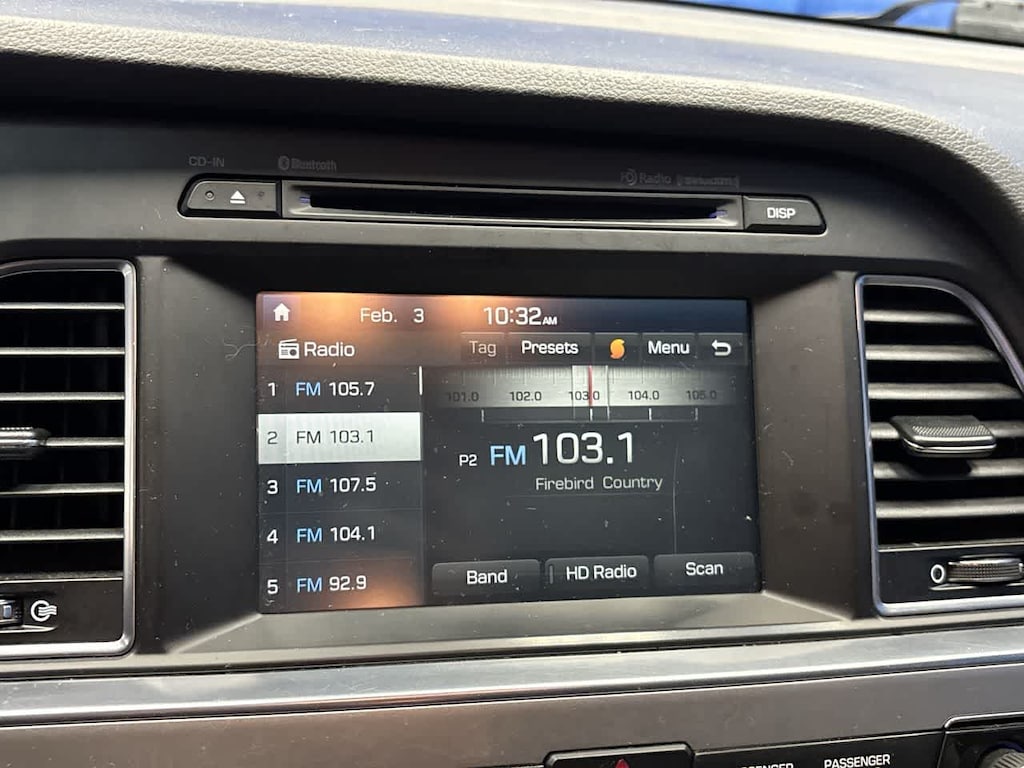 CD-IN
Bluetooth
HD Radio
DISP
Feb. 3
10:32 AM
Radio
Tag
Presets
Menu
1 FM 105.7
2 FM 103.1
3 FM 107.5
4 FM 104.1
5 FM 92.9
101.0 102.0 103.0 104.0 105.0
P2 FM 103.1
Firebird Country
Band
HD Radio
Scan
PASSENGER